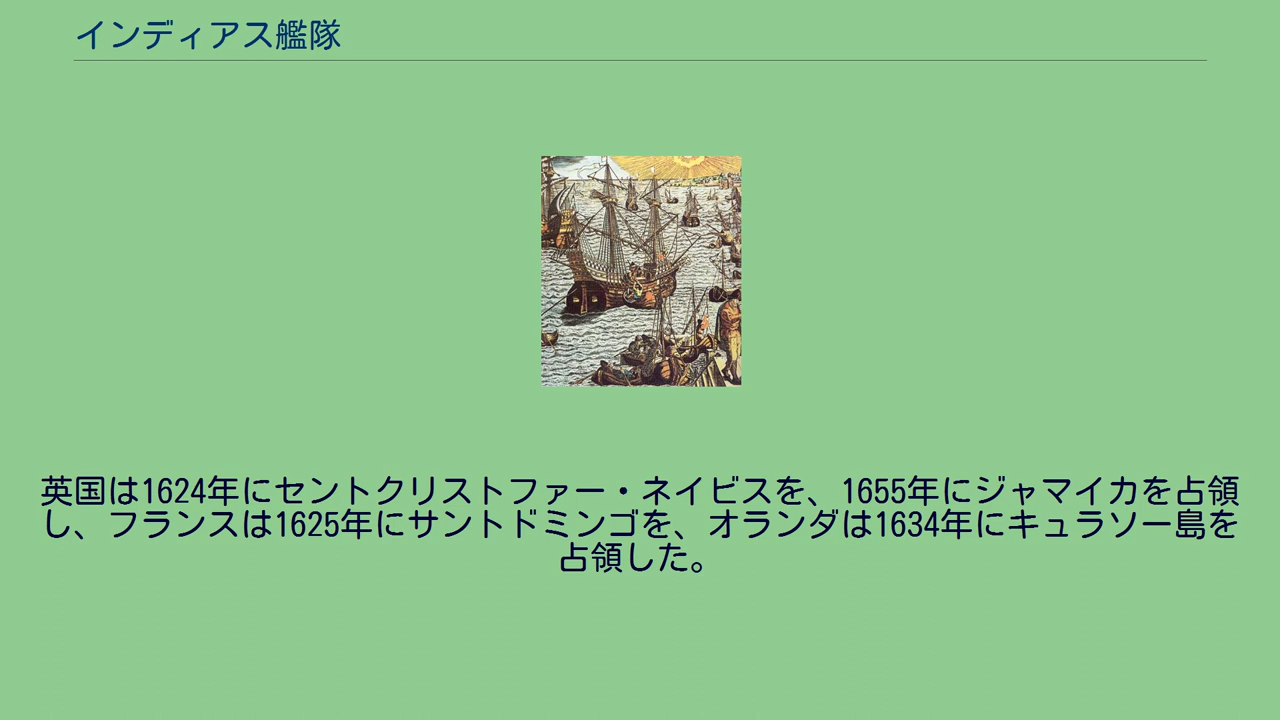 インディアス艦隊
英国は1624年にセントクリストファー・ネイビスを、1655年にジャマイカを占領
し、フランスは1625年にサントドミンゴを、オランダは1634年にキュラソー島を
占領した。